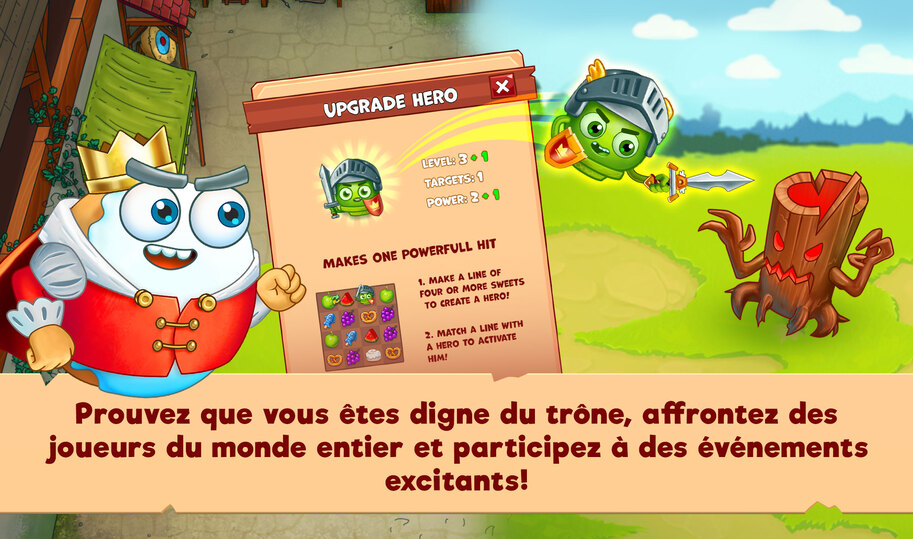 UPGRADE HERO
LEVEL: 3 + 1
TARGETS: 1
POWER: 2 + 1
MAKES ONE POWERFULL HIT
1. MAKE A LINE OF
FOUR OR MORE SWEETS
TO CREATE A HERO!
2. MATCH A LINE WITH
A HERO TO ACTIVATE
HIM!
Prouvez que vous êtes digne du trône, affrontez des
joueurs du monde entier et participez à des événements
excitants!